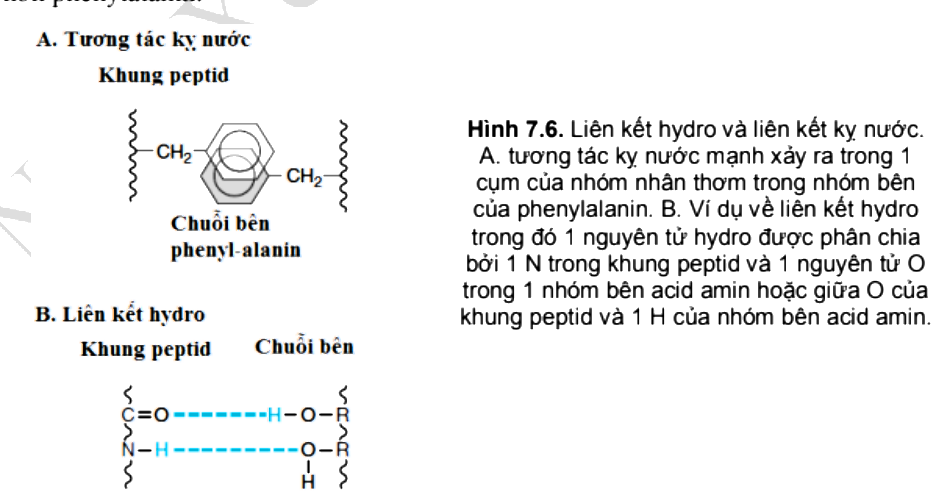 A. Tương tác kỵ nước
Khung peptid
CH2
CH2
Chuỗi bên
phenyl-alanin
B. Liên kết hydro
Khung peptid Chuỗi bên
C=O H-O-R
N-H O-R
H
Hình 7.6. Liên kết hydro và liên kết kỵ nước.
A. tương tác kỵ nước mạnh xảy ra trong 1
cụm của nhóm nhân thơm trong nhóm bên
của phenylalanin. B. Ví dụ về liên kết hydro
trong đó 1 nguyên tử hydro được phân chia
bởi 1 N trong khung peptid và 1 nguyên tử O
trong 1 nhóm bên acid amin hoặc giữa O của
khung peptid và 1 H của nhóm bên acid amin.